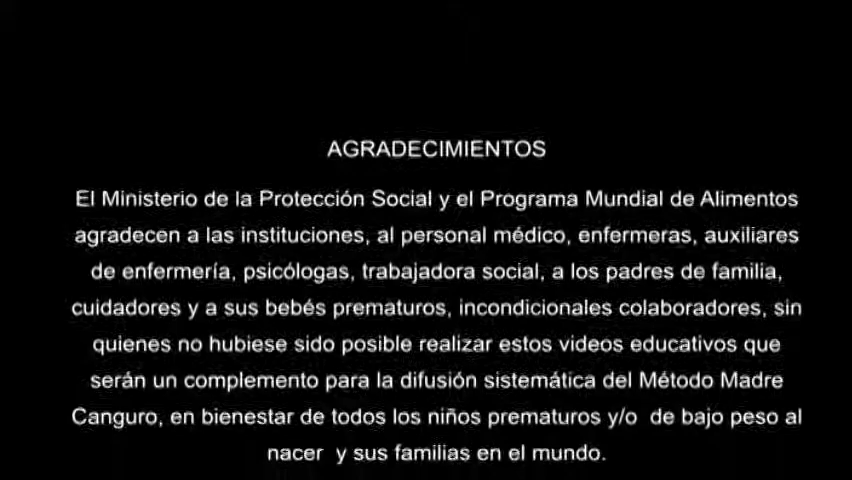 AGRADECIMIENTOS
El Ministerio de la Protección Social y el Programa Mundial de Alimentos
agradecen a las instituciones, al personal médico, enfermeras, auxiliares
de enfermería, psicólogas, trabajadora social, a los padres de familia,
cuidadores y a sus bebés prematuros, incondicionales colaboradores, sin
quienes no hubiese sido posible realizar estos videos educativos que
serán un complemento para la difusión sistemática del Método Madre
Canguro, en bienestar de todos los niños prematuros y/o de bajo peso al
nacer y sus familias en el mundo.